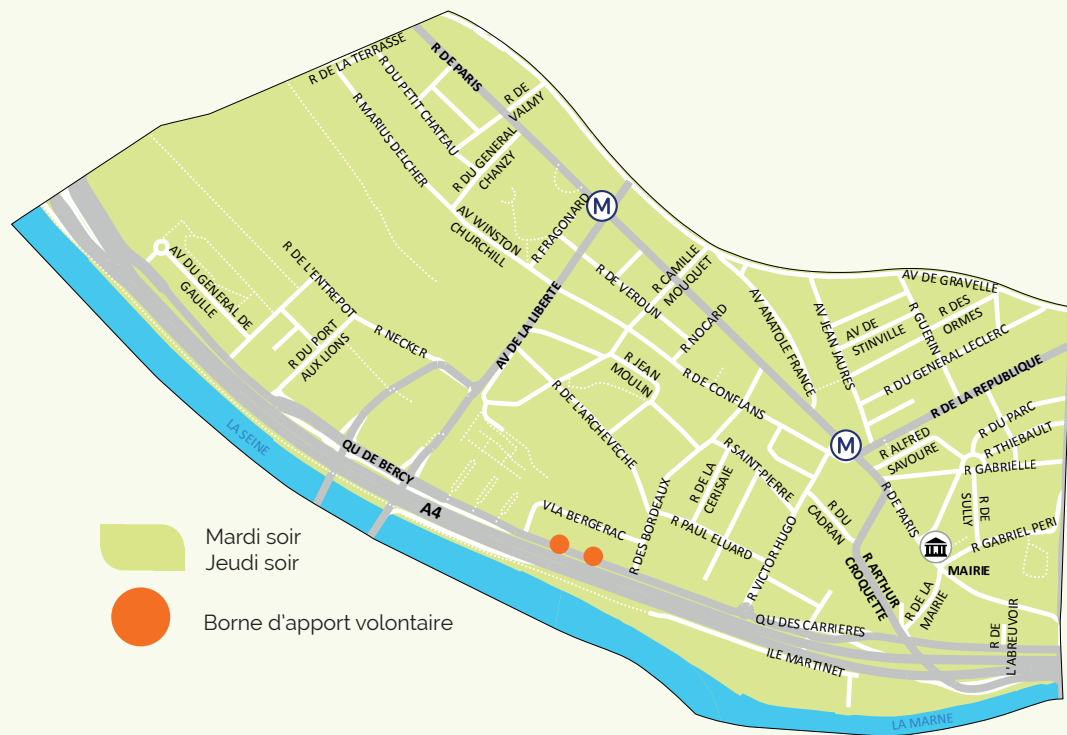 R DE LA TERRASSE
R DE PARIS
R DU PETIT CHATEAU
R DE
VALMY
R MARIUS DELCHER
R DU GENERAL
CHANZY
M
AV WINSTON
CHURCHILL
R FRAGONARD
AV DU GENERAL DE
GAULLE
R DE L'ENTREPOT
R DU PORT
AUX LIONS
R NECKER
AV DE LA LIBERTE
R DE VERDUN
R CAMILLE
MOUQUET
R NOCARD
AV ANATOLE FRANCE
AV JEAN JAURES
AV DE GRAVELLE
R GUERIN
R DES
ORMES
AV DE
STINVILLE
R DU GENERAL LECLERC
R DE LA REPUBLIQUE
R JEAN
MOULIN
R DE CONFLANS
R DE L'ARCHEVECHE
M
R ALFRED
SAVOURE
R DU PARC
R THIEBAULT
R GABRIELLE
R DE
SULLY
R DE PARIS
R GABRIEL PERI
LA SEINE
QU DE BERCY
A4
VLA BERGERAC
R DES BORDEAUX
R DE LA
CERISAIE
R SAINT-PIERRE
R PAUL ELUARD
R VICTOR HUGO
R DU
CADRAN
R ARTHUR
CROQUETTE
MAIRIE
R DE LA
MAIRIE
R DE
L'ABREUVOIR
QU DES CARRIERES
ILE MARTINET
LA MARNE
Mardi soir
Jeudi soir
Borne d'apport volontaire